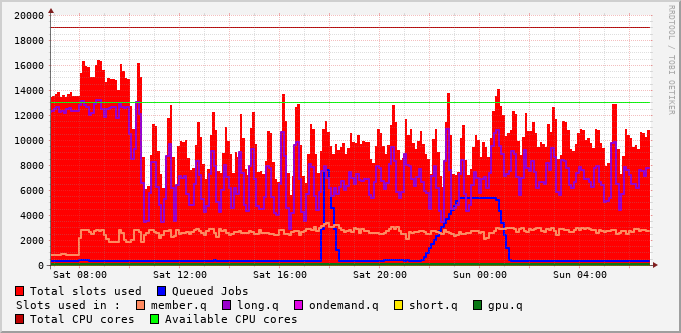 20000
18000
16000
14000
12000
10000
8000
6000
4000
2000
0
Sat 08:00 Sat 12:00 Sat 16:00 Sat 20:00 Sun 00:00 Sun 04:00
RRDTOOL / TOBI OETIKER
Total slots used Queued Jobs
Slots used in : member.q long.q ondemand.q short.q gpu.q
Total CPU cores Available CPU cores